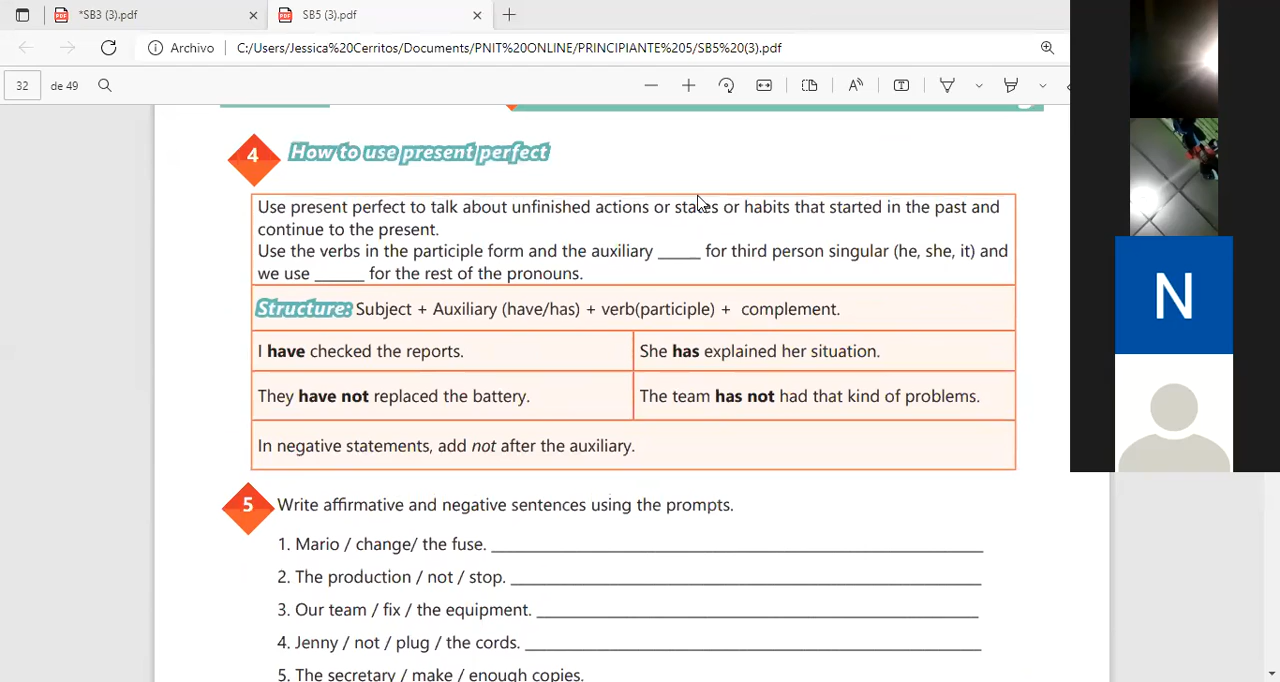 *SB3 (3).pdf
SB5 (3).pdf
Archivo
C:/Users/Jessica%20Cerritos/Documents/PNIT%20ONLINE/PRINCIPIANTE%205/SB5%20(3).pdf
32
de 49
4
How to use present perfect
Use present perfect to talk about unfinished actions or states or habits that started in the past and
continue to the present.
Use the verbs in the participle form and the auxiliary _____ for third person singular (he, she, it) and
we use ______ for the rest of the pronouns.
Structure: Subject + Auxiliary (have/has) + verb(participle) + complement.
I have checked the reports.
She has explained her situation.
They have not replaced the battery.
The team has not had that kind of problems.
In negative statements, add not after the auxiliary.
5
Write affirmative and negative sentences using the prompts.
1. Mario / change/ the fuse. ____________________
2. The production / not / stop. ____________________
3. Our team / fix / the equipment. ____________________
4. Jenny / not / plug / the cords. ____________________
5. The secretary / make / enough copies.
N